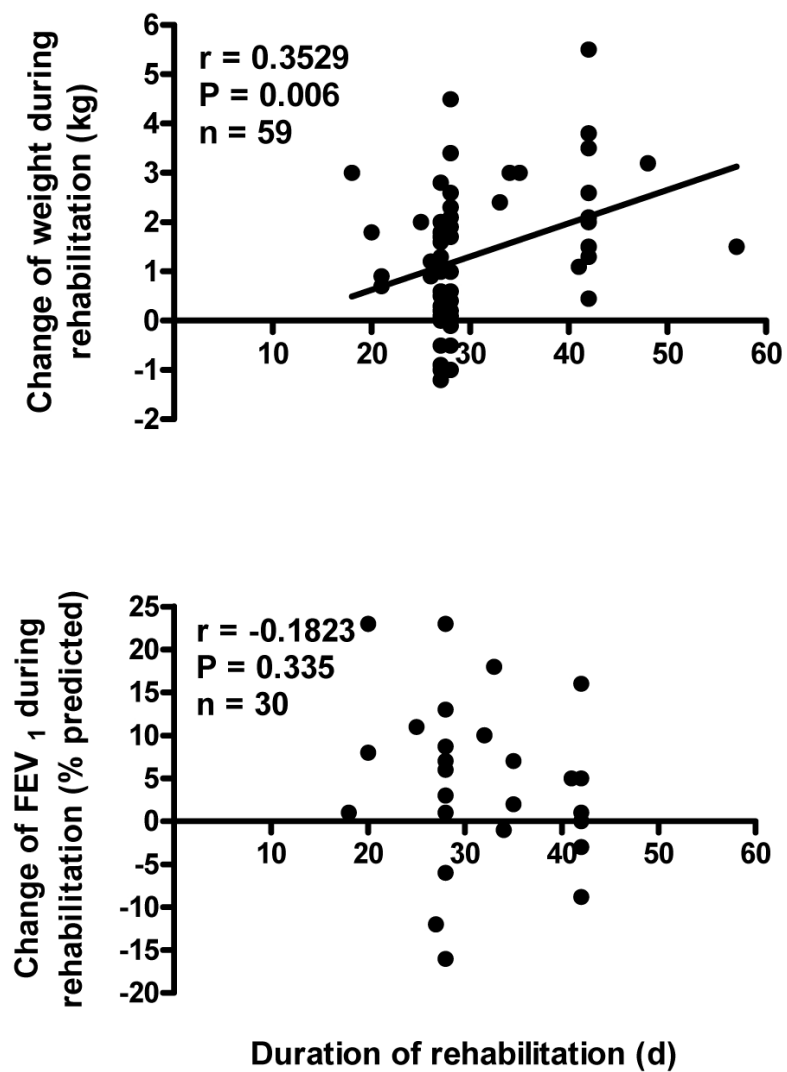 Change of weight during
rehabilitation (kg)
6
5
4
3
2
1
0
-1
-2
r = 0.3529
P = 0.006
n = 59
10
20
30
40
50
60
Change of FEV 1 during
rehabilitation (% predicted)
25
20
15
10
5
0
-5
-10
-15
-20
r = -0.1823
P = 0.335
n = 30
10
20
30
40
50
60
Duration of rehabilitation (d)